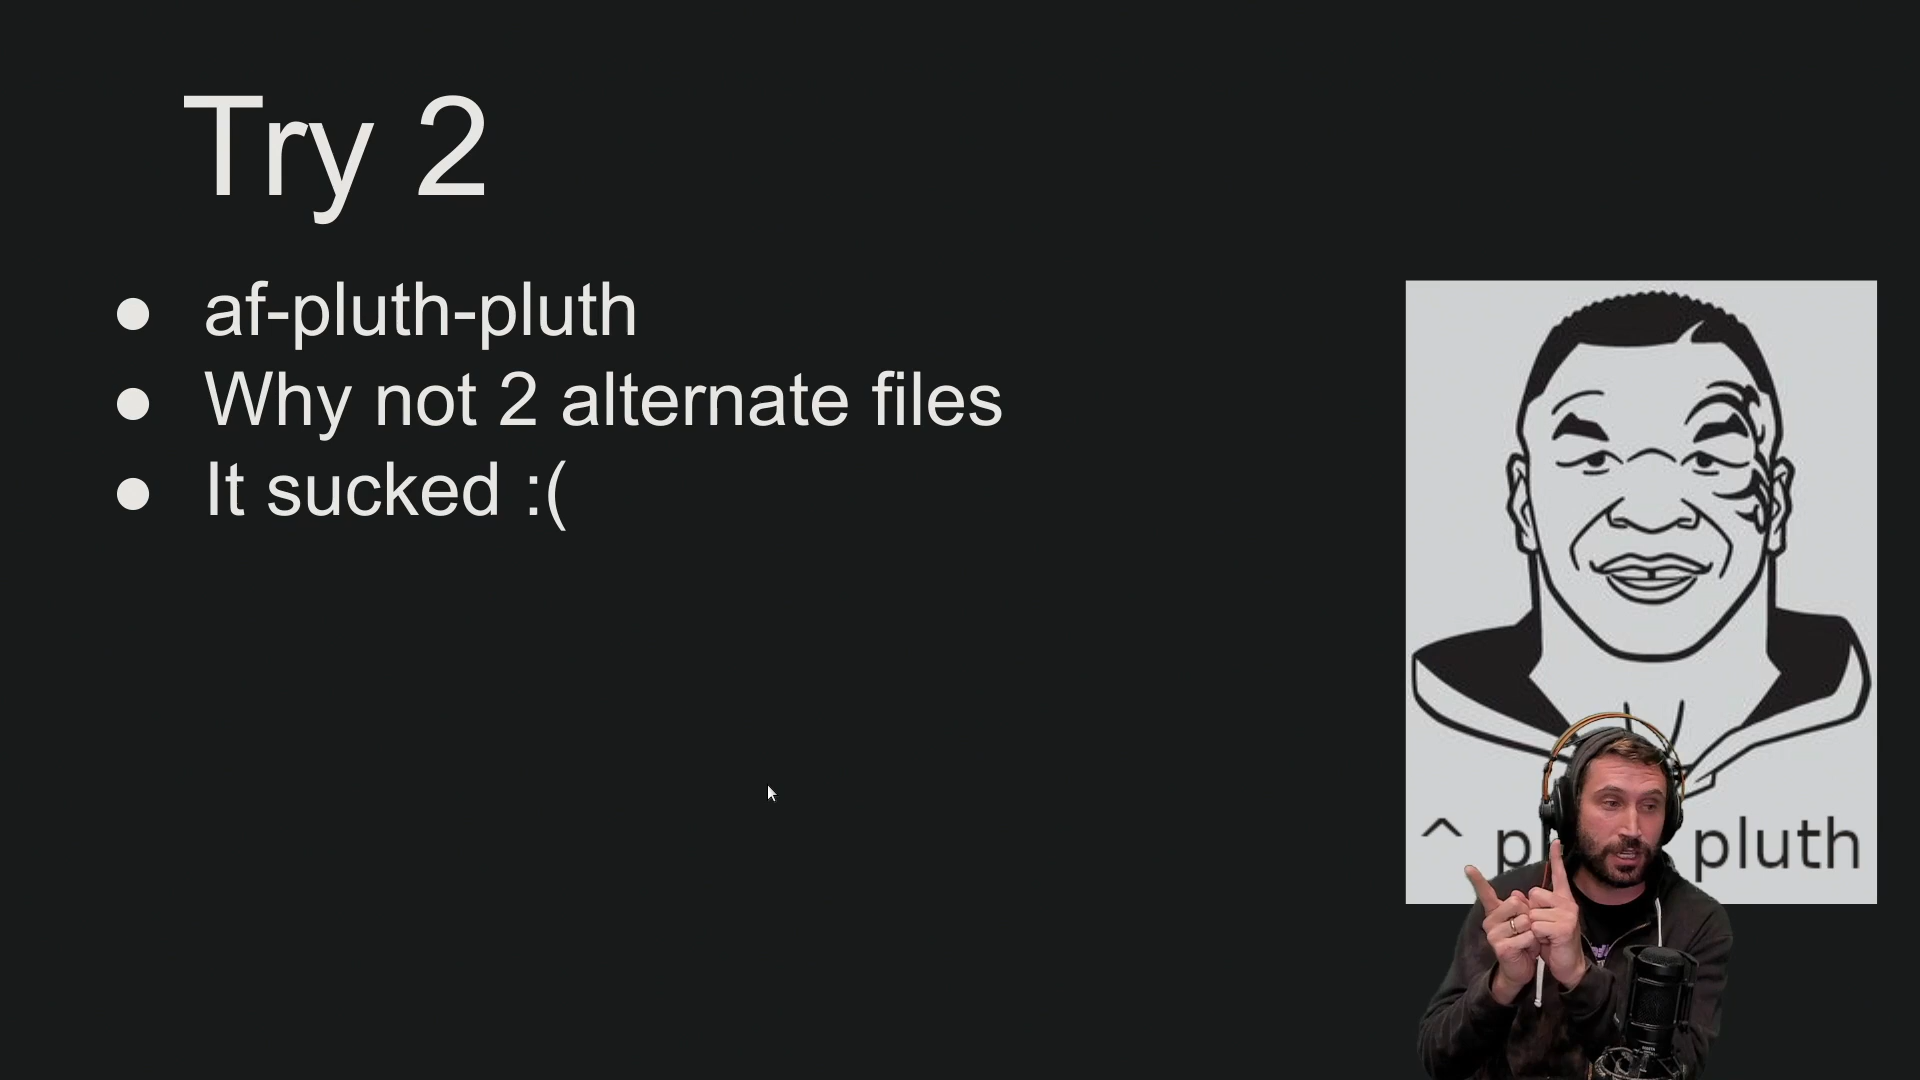 Try 2
● af-pluth-pluth
● Why not 2 alternate files
● It sucked :(
^ pluth